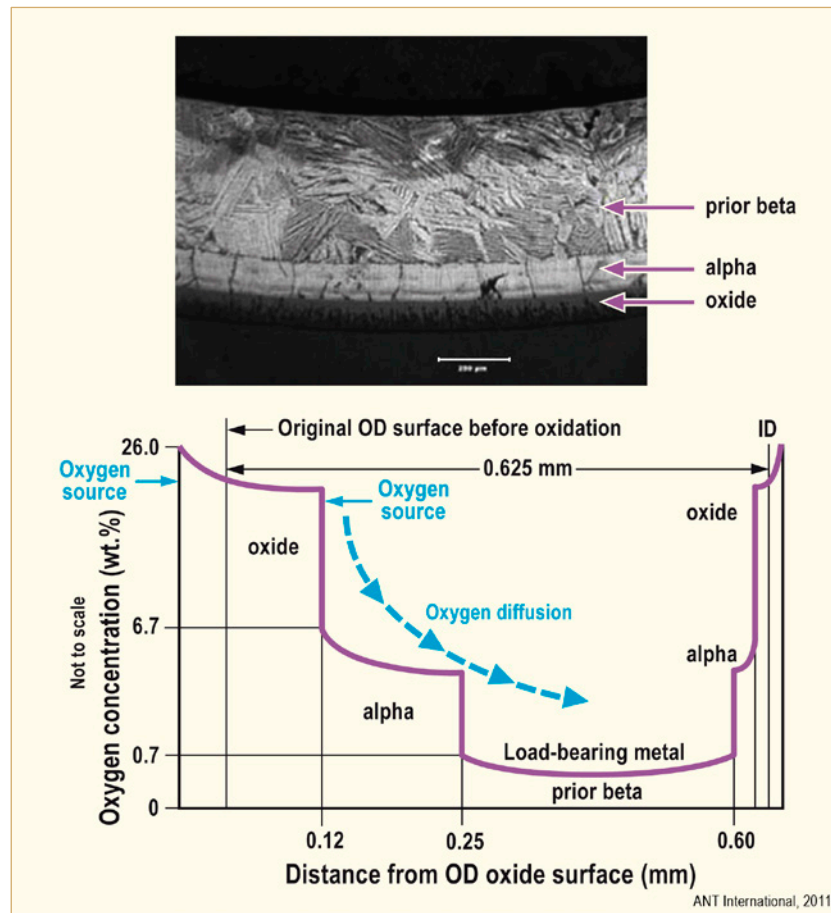 prior beta
alpha
oxide
200 µm
Original OD surface before oxidation
ID
26.0
Oxygen
source
0.625 mm
Oxygen
source
oxide
oxide
Oxygen diffusion
6.7
alpha
alpha
0.7
Load-bearing metal
prior beta
0
Not to scale
Oxygen concentration (wt.%)
0.12
0.25
0.60
Distance from OD oxide surface (mm)
ANT International, 2011